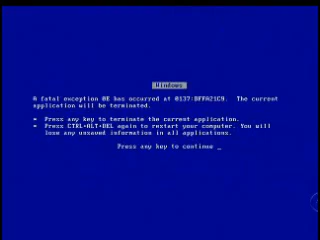 Windows
A fatal exception 0E has occurred at 0137:BFFA21C9. The current
application will be terminated.
* Press any key to terminate the current application.
* Press CTRL+ALT+DEL again to restart your computer. You will
lose any unsaved information in all applications.
Press any key to continue _